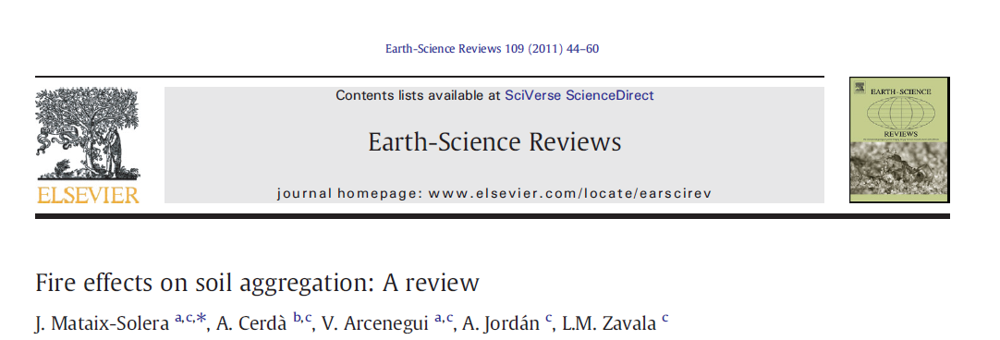 Earth-Science Reviews 109 (2011) 44–60
Contents lists available at SciVerse ScienceDirect
Earth-Science Reviews
journal homepage: www.elsevier.com/locate/earscirev
ELSEVIER
EARTH-SCIENCE
REVIEWS
Fire effects on soil aggregation: A review
J. Mataix-Solera a,c,*, A. Cerdà b,c, V. Arcenegui a,c, A. Jordán c, L.M. Zavala c